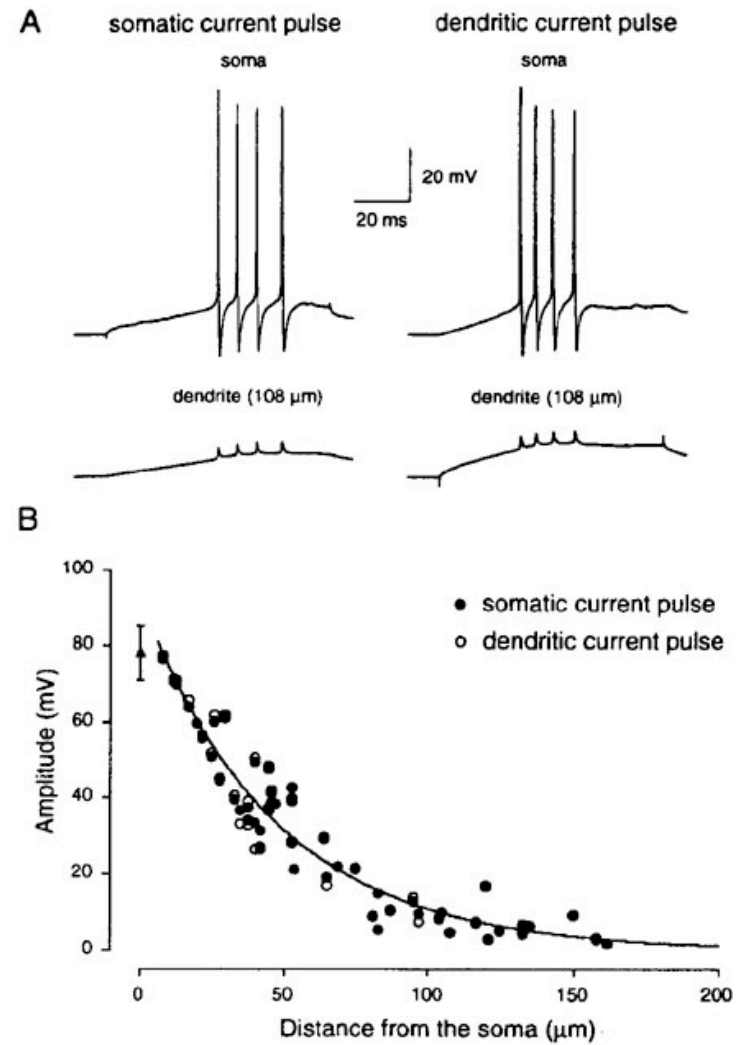 A
somatic current pulse
dendritic current pulse
soma
soma
20 mV
20 ms
dendrite (108 µm)
dendrite (108 µm)
B
100
80
60
40
20
0
Amplitude (mV)
● somatic current pulse
○ dendritic current pulse
0 50 100 150 200
Distance from the soma (µm)